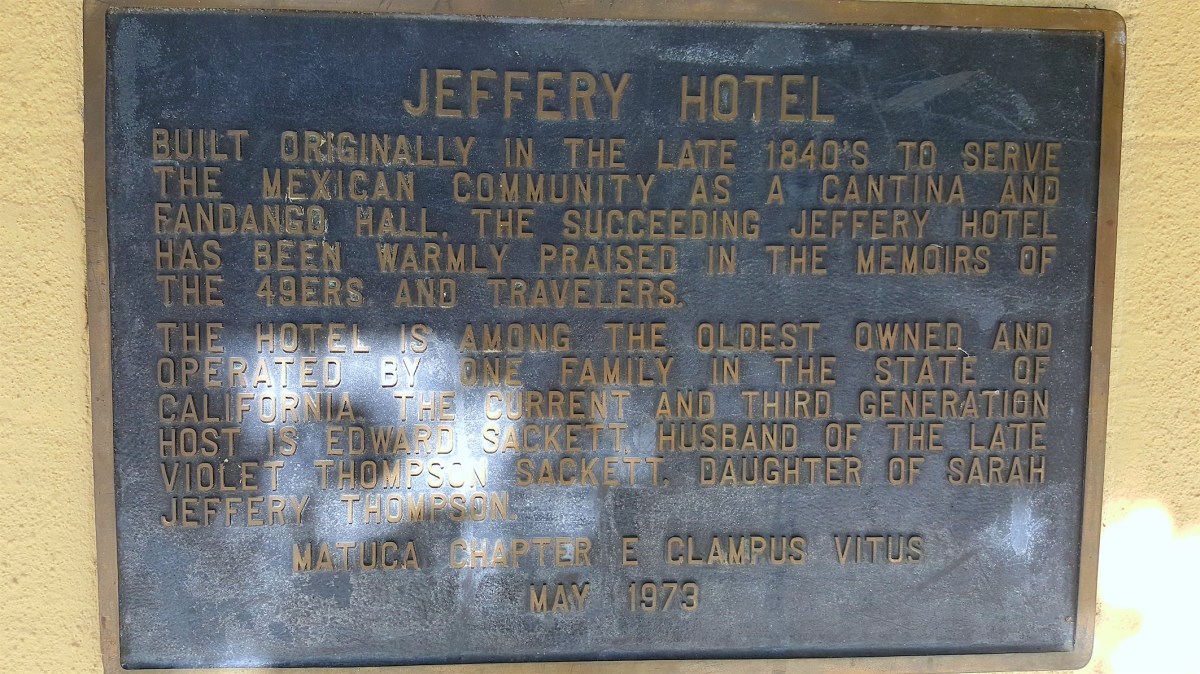 JEFFERY HOTEL
BUILT ORIGINALLY IN THE LATE 1840'S TO SERVE
THE MEXICAN COMMUNITY AS A CANTINA AND
FANDANGO HALL. THE SUCCEEDING JEFFERY HOTEL
HAS BEEN WARMLY PRAISED IN THE MEMOIRS OF
THE 49ERS AND TRAVELERS.
THE HOTEL IS AMONG THE OLDEST OWNED AND
OPERATED BY ONE FAMILY IN THE STATE OF
CALIFORNIA. THE CURRENT AND THIRD GENERATION
HOST IS EDWARD SACKETT, HUSBAND OF THE LATE
VIOLET THOMPSON SACKETT, DAUGHTER OF SARAH
JEFFERY THOMPSON.
MATUCA CHAPTER E CLAMPUS VITUS
MAY 1973